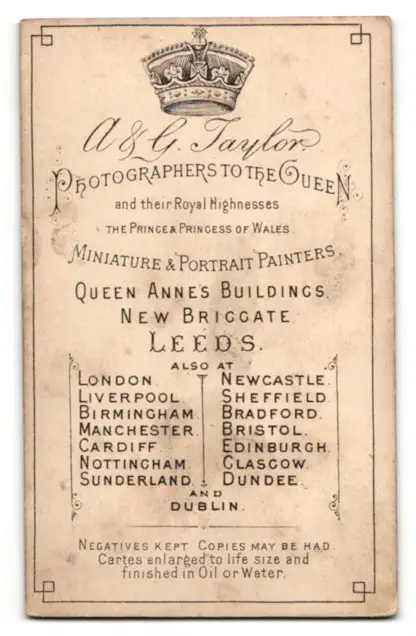 A & G. Taylor
PHOTOGRAPHERS TO THE QUEEN
and their Royal Highnesses
THE PRINCE & PRINCESS OF WALES
MINIATURE & PORTRAIT PAINTERS.
QUEEN ANNE'S BUILDINGS.
NEW BRIGGATE.
LEEDS.
ALSO AT
LONDON. NEWCASTLE.
LIVERPOOL. SHEFFIELD.
BIRMINGHAM. BRADFORD.
MANCHESTER. BRISTOL.
CARDIFF. EDINBURGH.
NOTTINGHAM. GLASGOW.
SUNDERLAND. DUNDEE.
AND
DUBLIN.
NEGATIVES KEPT COPIES MAY BE HAD.
Cartes enlarged to life size and
finished in Oil or Water.